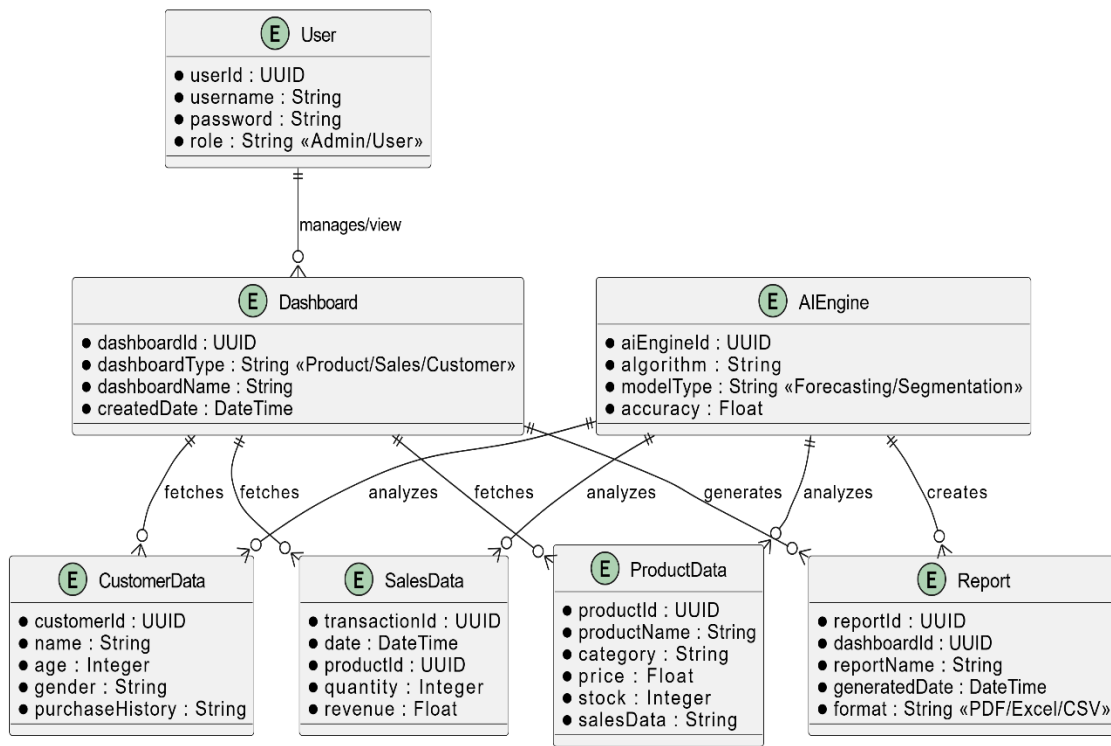 E User
userId : UUID
username : String
password : String
role : String «Admin/User»
manages/view
E Dashboard
dashboardId : UUID
dashboardType : String «Product/Sales/Customer»
dashboardName : String
createdDate : DateTime
E AIEngine
aiEngineId : UUID
algorithm : String
modelType : String «Forecasting/Segmentation»
accuracy : Float
fetches
fetches
analyzes
fetches
analyzes
generates
analyzes
creates
E CustomerData
customerId : UUID
name : String
age : Integer
gender : String
purchaseHistory : String
E SalesData
transactionId : UUID
date : DateTime
productId : UUID
quantity : Integer
revenue : Float
E ProductData
productId : UUID
productName : String
category : String
price : Float
stock : Integer
salesData : String
E Report
reportId : UUID
dashboardId : UUID
reportName : String
generatedDate : DateTime
format : String «PDF/Excel/CSV»